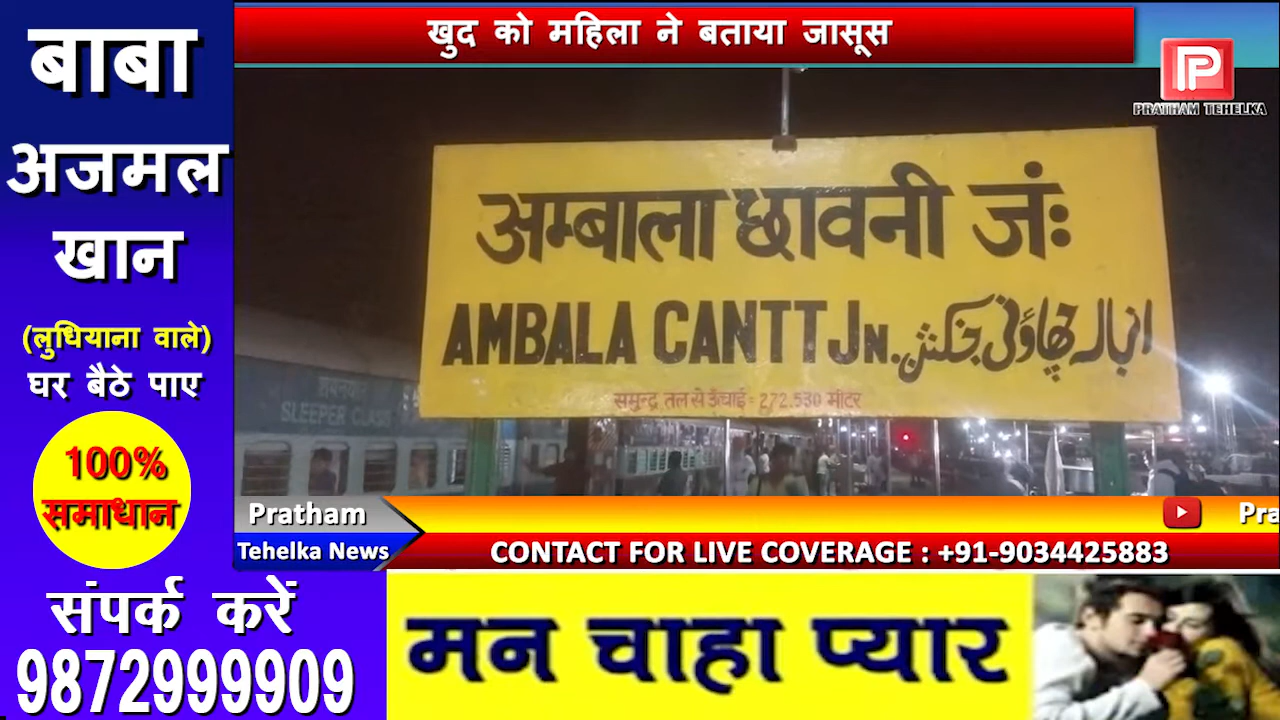 बाबा
अजमल
खान
(लुधियाना वाले)
घर बैठे पाए
100%
समाधान
संपर्क करें
9872999909
खुद को महिला ने बताया जासूस
P
PRATHAM TEHELKA
अम्बाला छावनी जंः
AMBALA CANTT Jn. انبالہ چھاؤنی جنکشن
समुन्द्र तल से ऊँचाई = 272.530 मीटर
SLEEPER CLASS
Pratham
Pra
Tehelka News
CONTACT FOR LIVE COVERAGE : +91-9034425883
मन चाहा प्यार